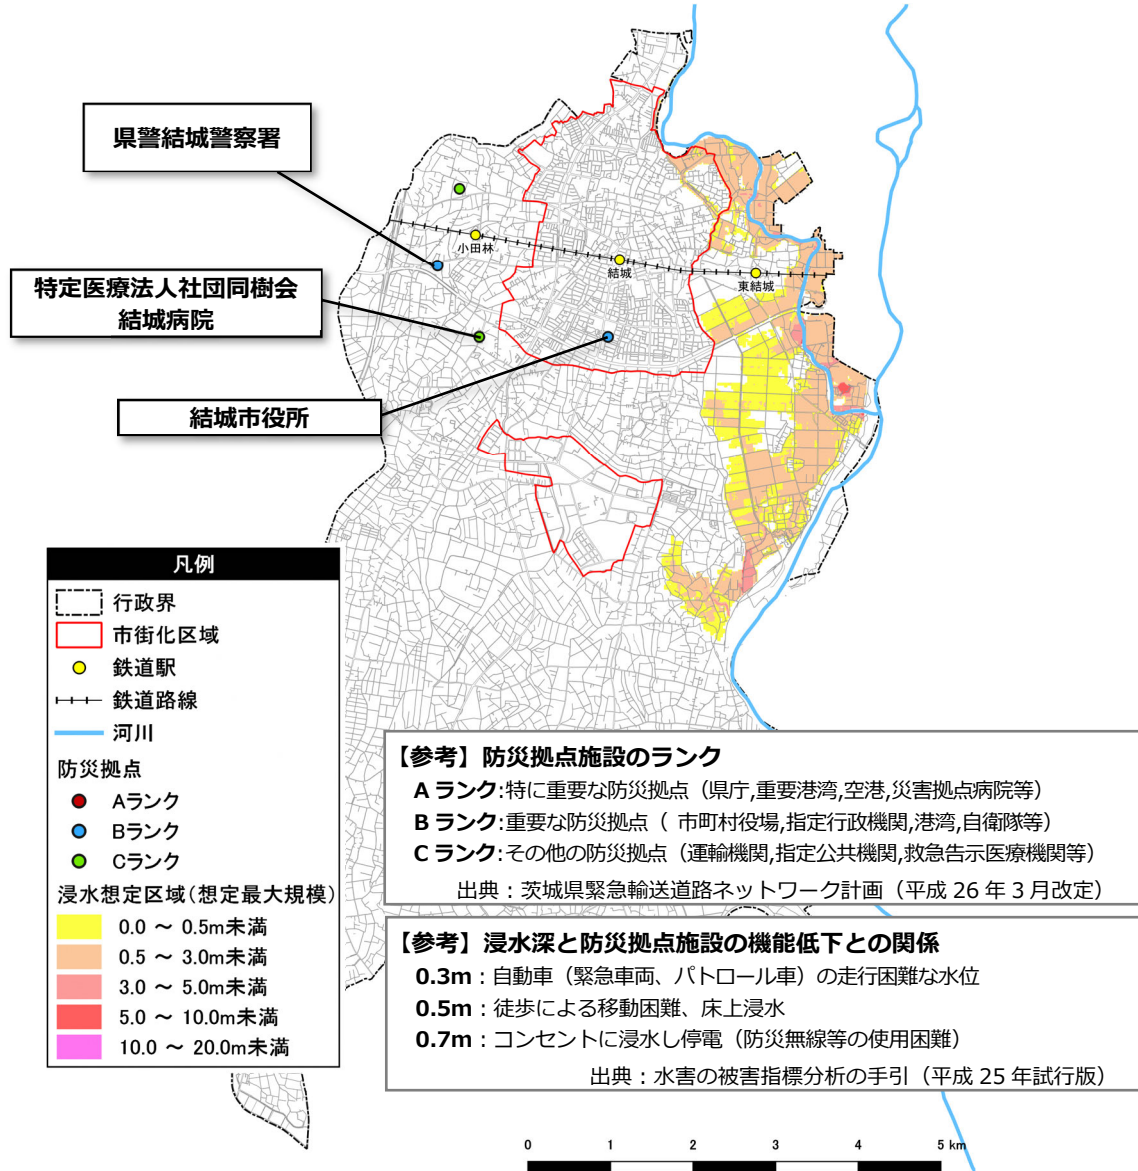 県警結城警察署
特定医療法人社団同樹会
結城病院
結城市役所
小田林
結城
東結城
凡例
行政界
市街化区域
鉄道駅
鉄道路線
河川
防災拠点
Aランク
Bランク
Cランク
浸水想定区域(想定最大規模)
0.0 ～ 0.5m未満
0.5 ～ 3.0m未満
3.0 ～ 5.0m未満
5.0 ～ 10.0m未満
10.0 ～ 20.0m未満
【参考】防災拠点施設のランク
A ランク:特に重要な防災拠点（県庁,重要港湾,空港,災害拠点病院等）
B ランク:重要な防災拠点（ 市町村役場,指定行政機関,港湾,自衛隊等）
C ランク:その他の防災拠点（運輸機関,指定公共機関,救急告示医療機関等）
出典：茨城県緊急輸送道路ネットワーク計画（平成 26 年 3 月改定）
【参考】浸水深と防災拠点施設の機能低下との関係
0.3m：自動車（緊急車両、パトロール車）の走行困難な水位
0.5m：徒歩による移動困難、床上浸水
0.7m：コンセントに浸水し停電（防災無線等の使用困難）
出典：水害の被害指標分析の手引（平成 25 年試行版）
0 1 2 3 4 5 km